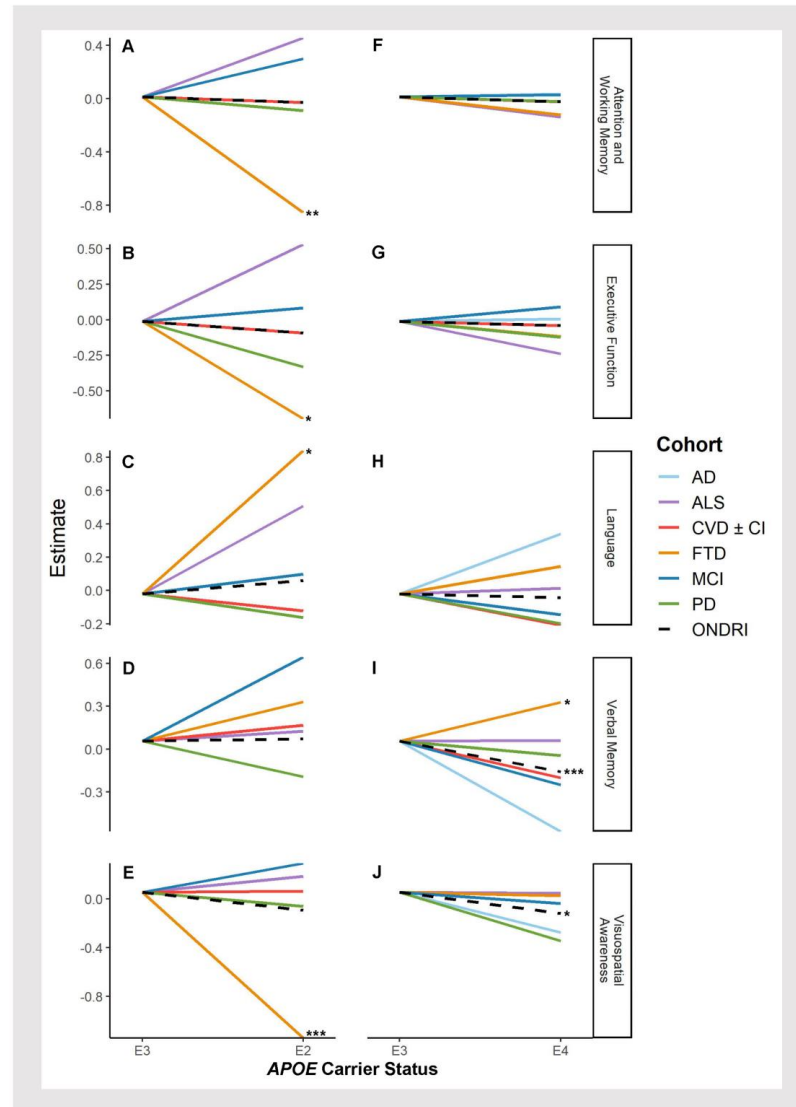 A
F
0.4
0.0
-0.4
-0.8
**
Attention and
Working Memory
B
G
0.50
0.25
0.00
-0.25
-0.50
*
Executive Function
C
H
0.8
0.6
0.4
0.2
0.0
-0.2
*
Language
D
I
0.6
0.3
0.0
-0.3
*
***
Verbal Memory
E
J
0.0
-0.4
-0.8
***
*
Visuospatial
Awareness
Estimate
E3
E2
E3
E4
APOE Carrier Status
Cohort
AD
ALS
CVD ± CI
FTD
MCI
PD
ONDRI